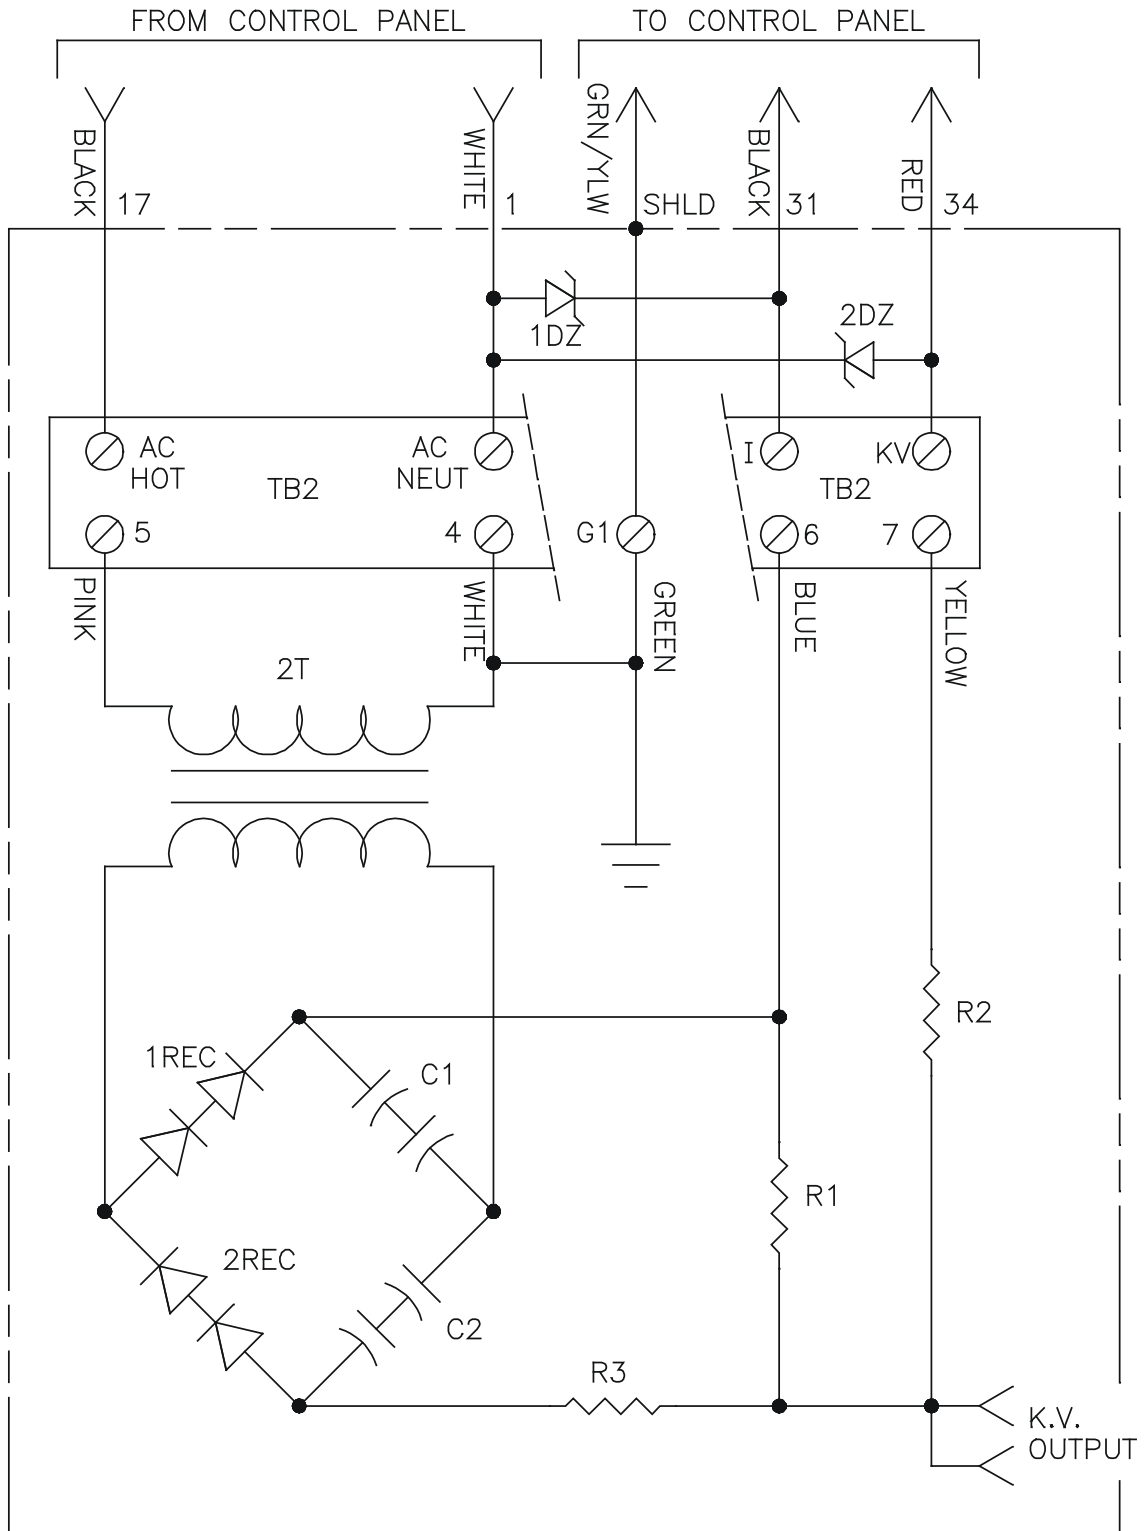 FROM CONTROL PANEL
TO CONTROL PANEL
BLACK
17
WHITE
1
GRN/YLW
SHLD
BLACK
31
RED
34
1DZ
2DZ
AC
HOT
AC
NEUT
TB2
5
4
G1
I
KV
TB2
6
7
PINK
WHITE
GREEN
BLUE
YELLOW
2T
R2
1REC
C1
R1
2REC
C2
R3
K.V.
OUTPUT